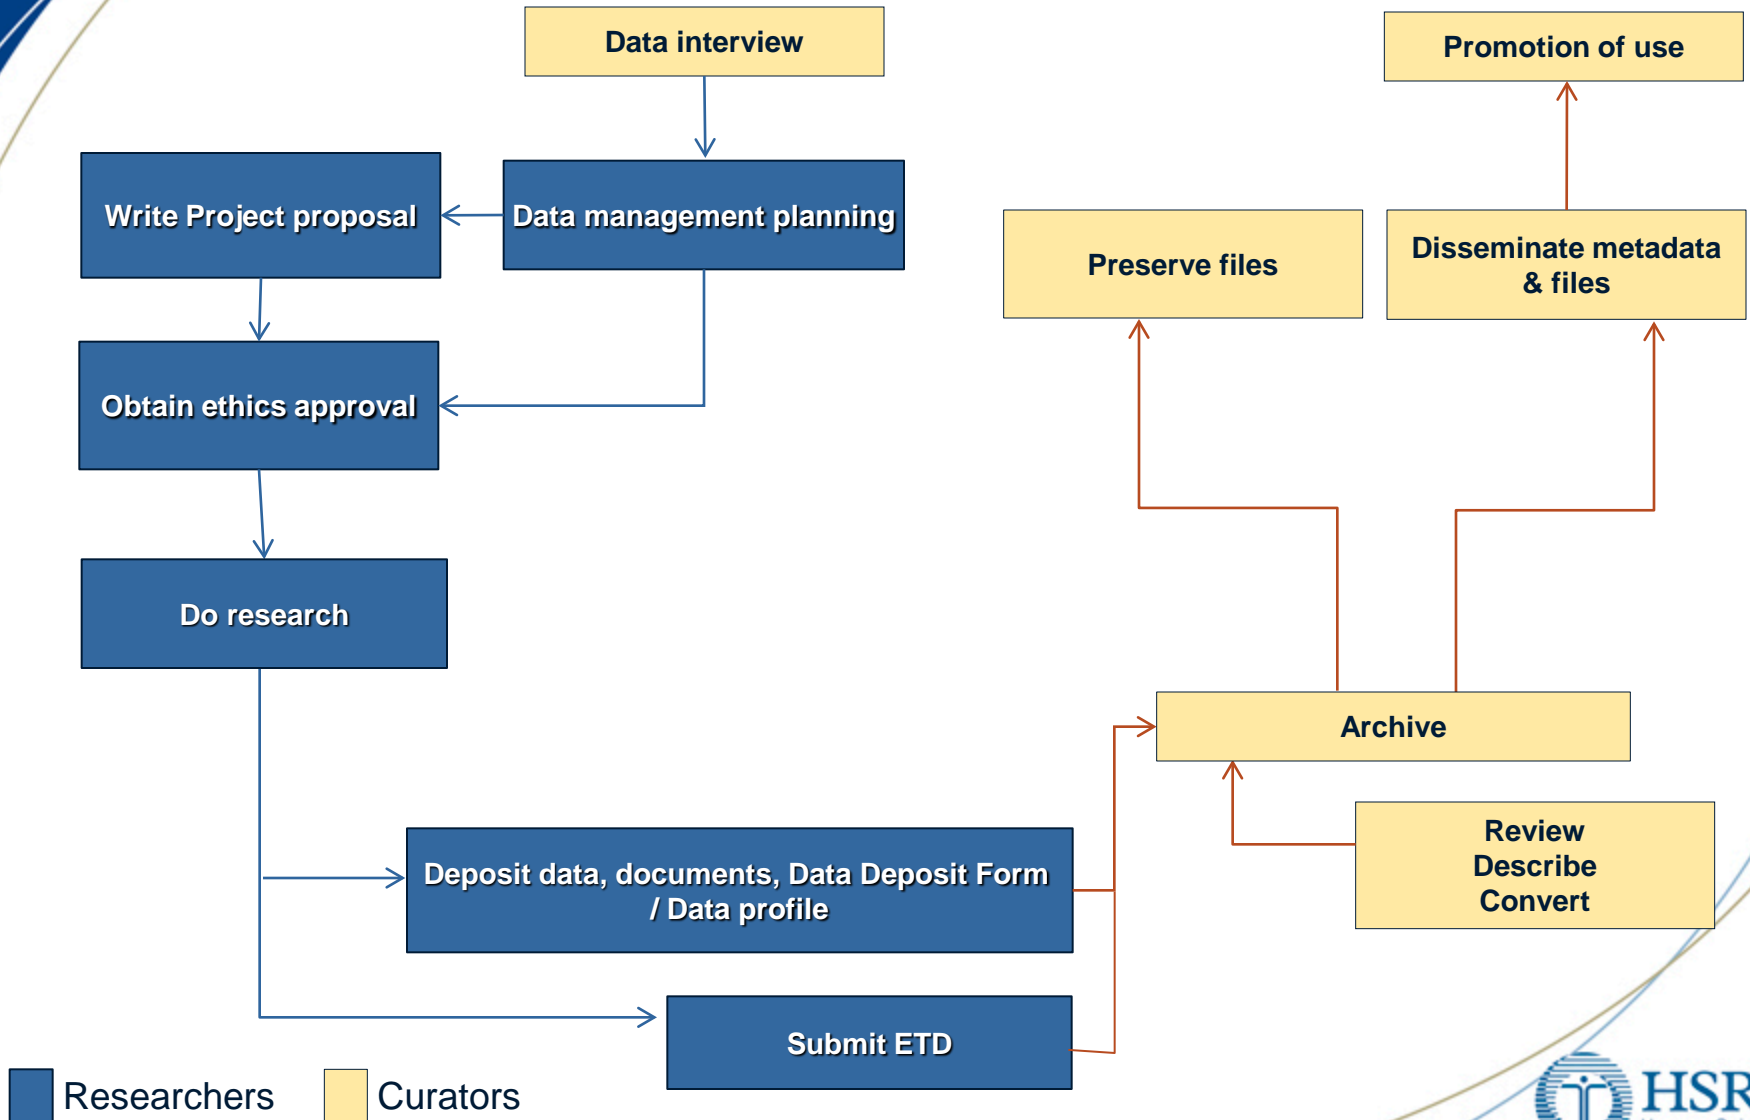 Data interview
Promotion of use
Write Project proposal
Data management planning
Preserve files
Disseminate metadata
& files
Obtain ethics approval
Do research
Archive
Review
Describe
Convert
Deposit data, documents, Data Deposit Form
/ Data profile
Submit ETD
Researchers
Curators
HSR